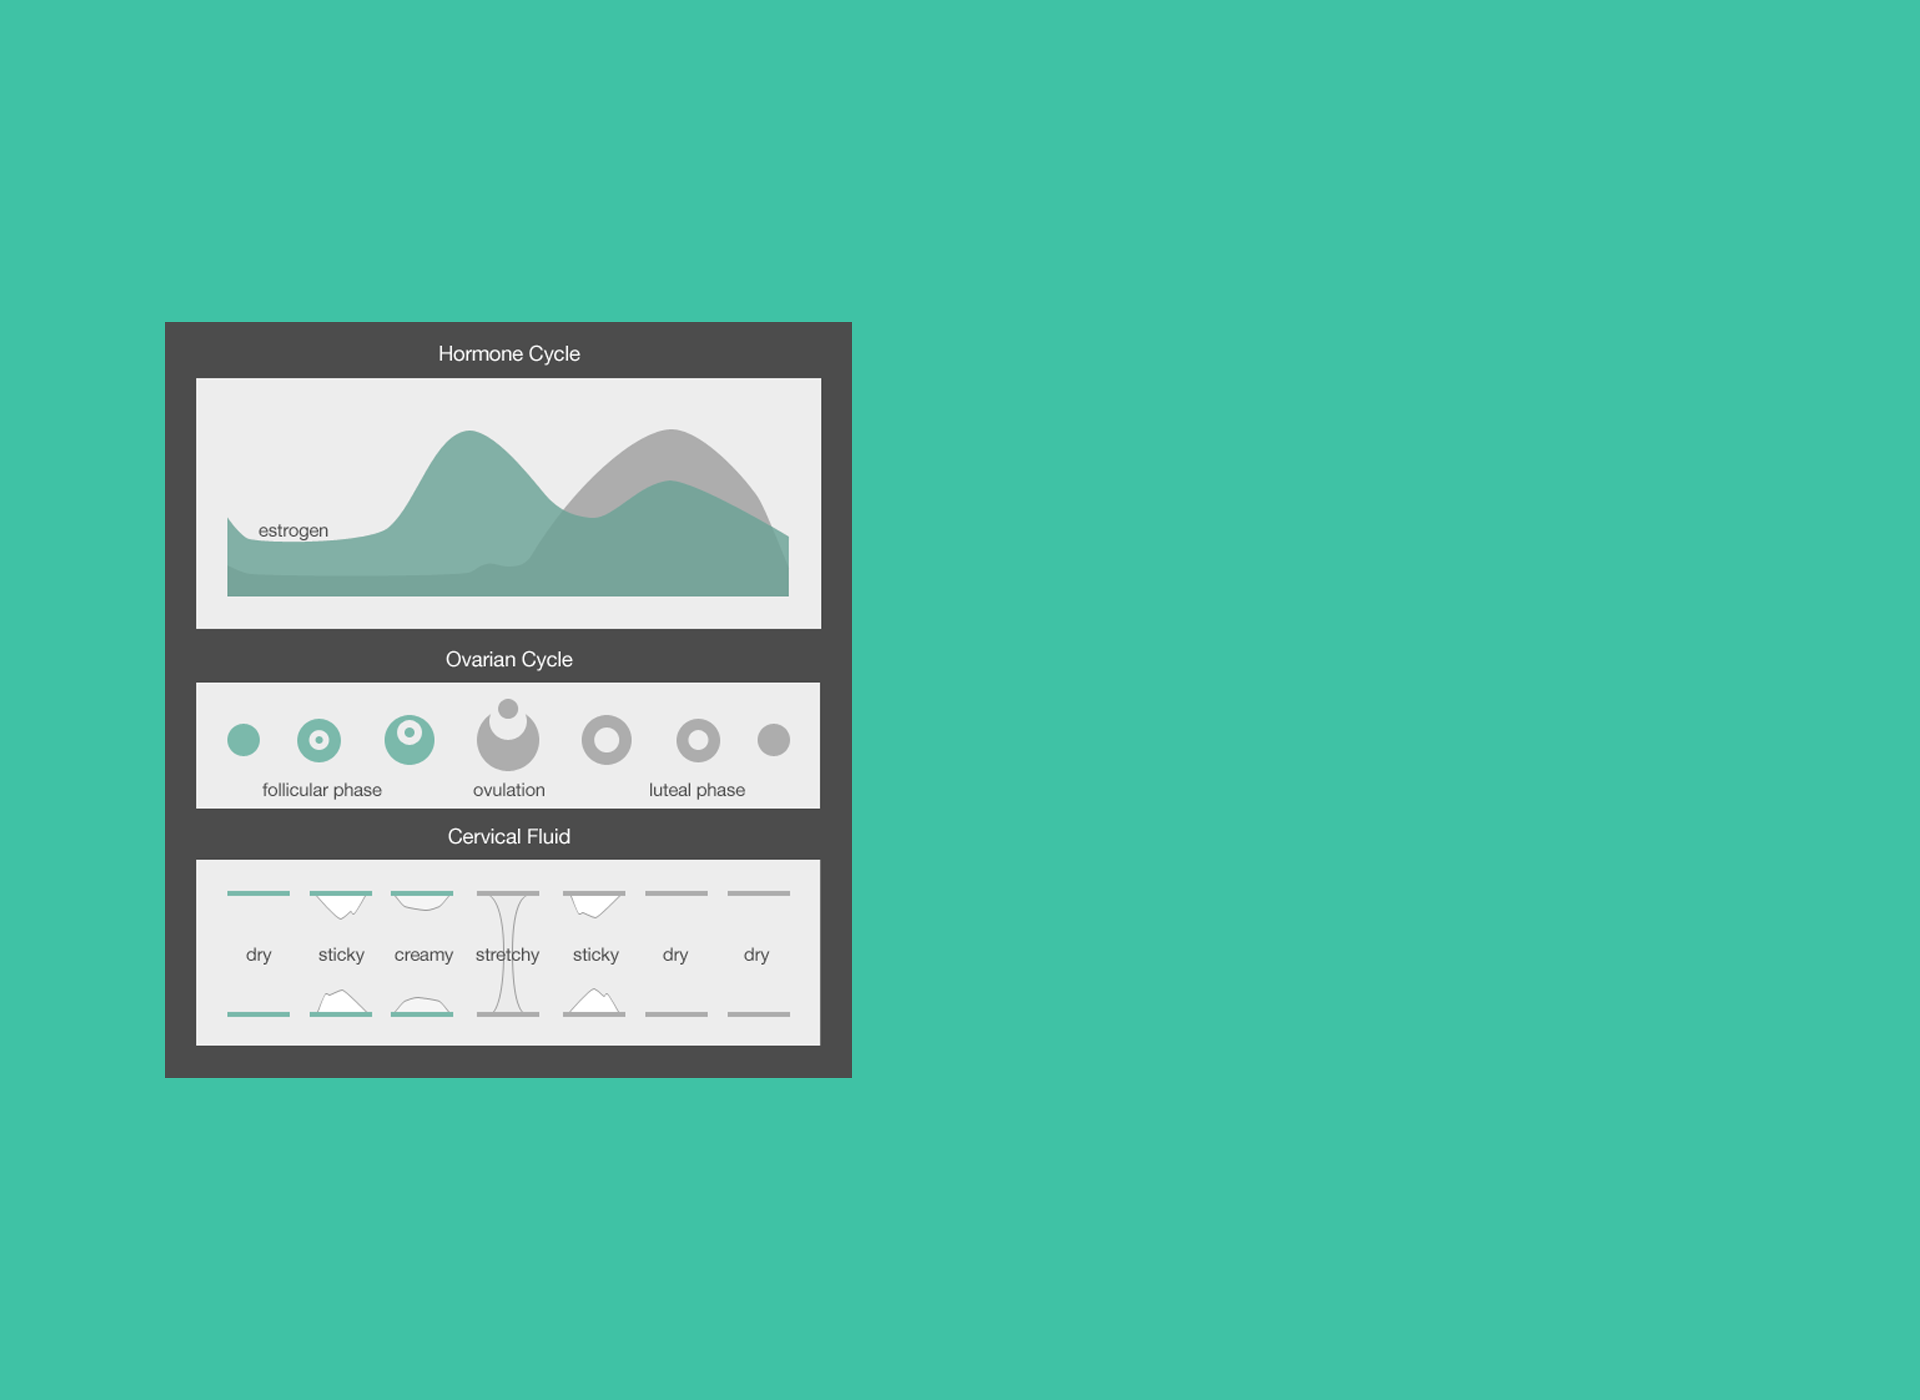 Hormone Cycle
estrogen
Ovarian Cycle
follicular phase ovulation luteal phase
Cervical Fluid
dry sticky creamy stretchy sticky dry dry